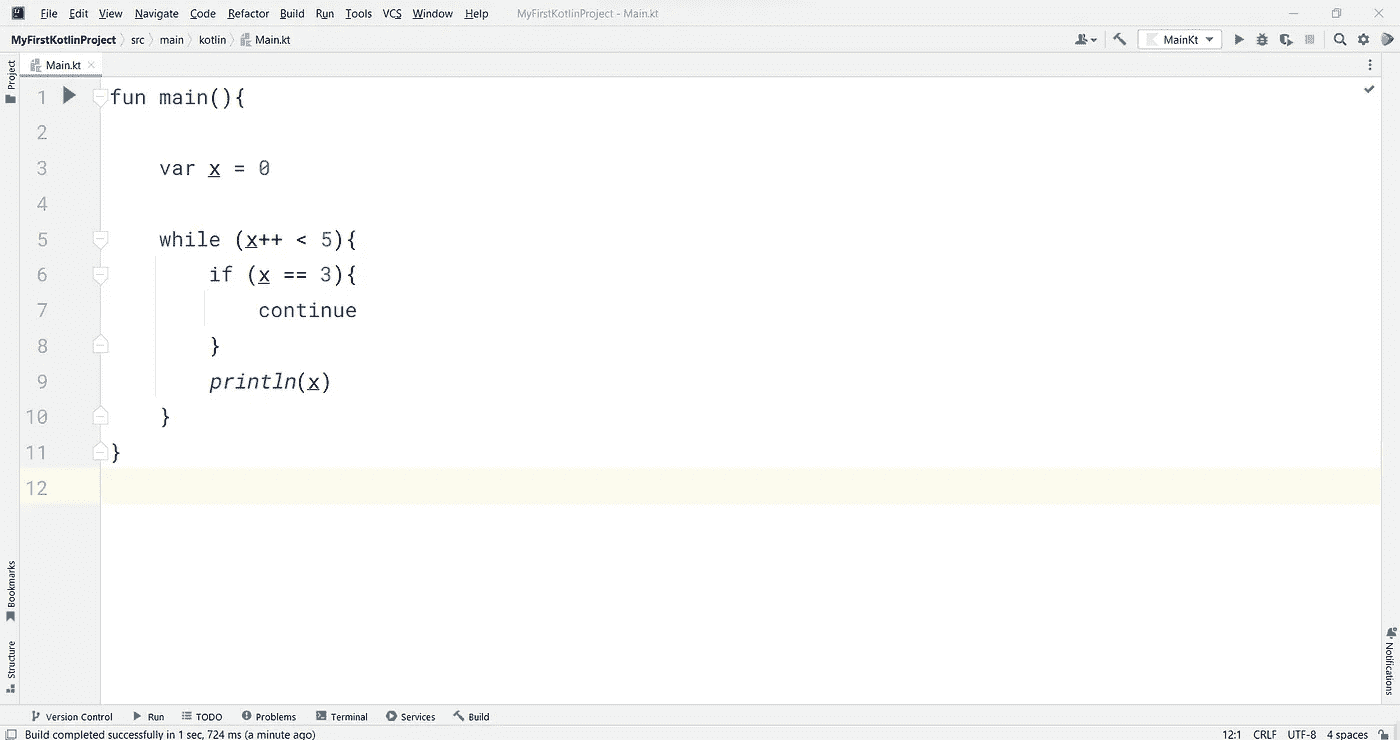 File Edit View Navigate Code Refactor Build Run Tools VCS Window Help MyFirstKotlinProject - Main.kt
MyFirstKotlinProject src main kotlin Main.kt MainKt
Project
Main.kt
1 fun main(){
2
3 var x = 0
4
5 while (x++ < 5){
6 if (x == 3){
7 continue
8 }
9 println(x)
10 }
11 }
12
Bookmarks
Structure
Notifications
Version Control Run TODO Problems Terminal Services Build
Build completed successfully in 1 sec, 724 ms (a minute ago) 12:1 CRLF UTF-8 4 spaces